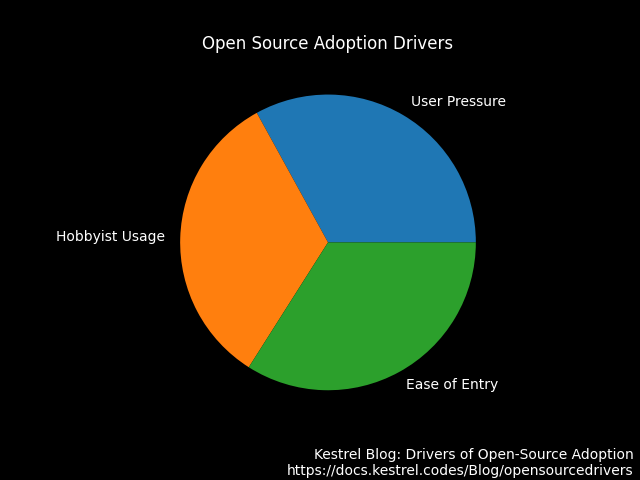 Open Source Adoption Drivers
User Pressure
Hobbyist Usage
Ease of Entry
Kestrel Blog: Drivers of Open-Source Adoption
https://docs.kestrel.codes/Blog/opensourcedrivers